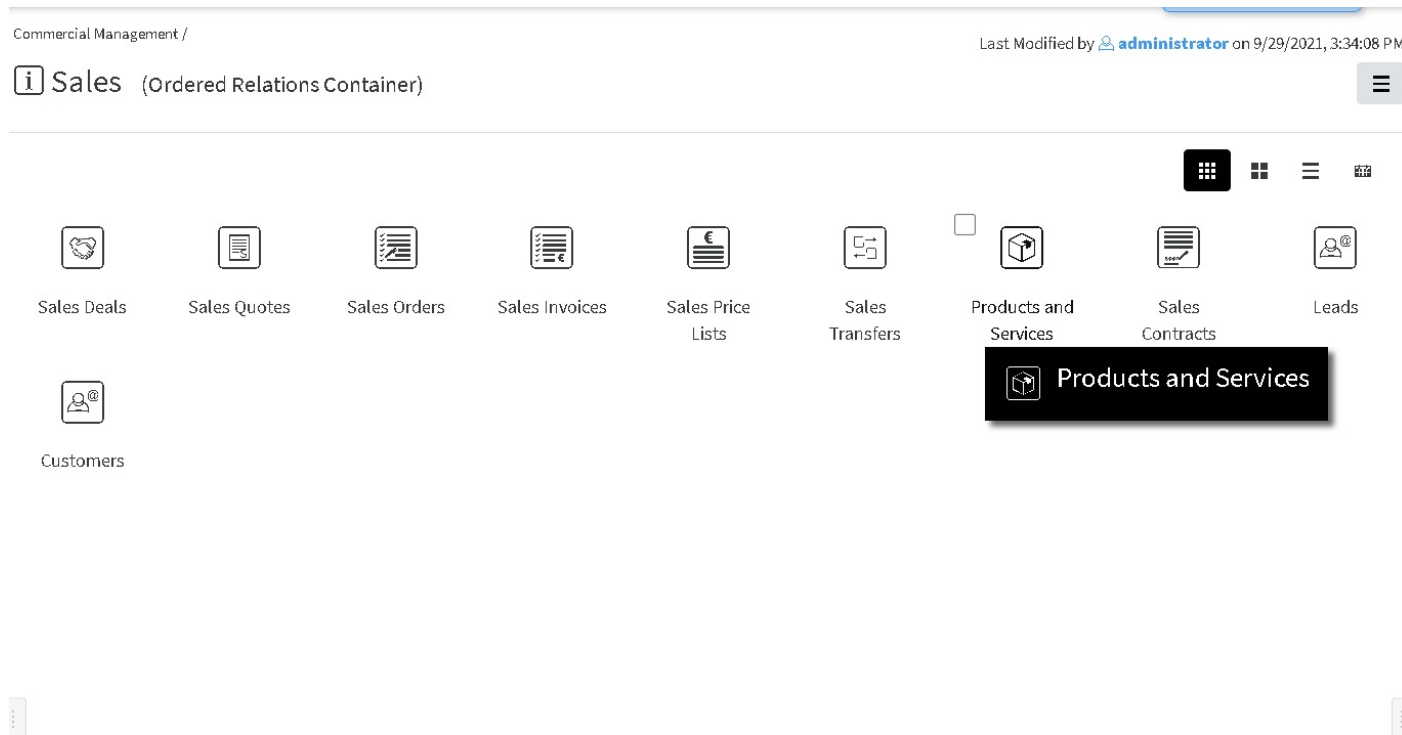 Commercial Management /
Last Modified by administrator on 9/29/2021, 3:34:08 PM
i Sales (Ordered Relations Container)
Sales Deals Sales Quotes Sales Orders Sales Invoices Sales Price Sales Products and Sales Leads
Lists Transfers Services Contracts
Products and Services
Customers